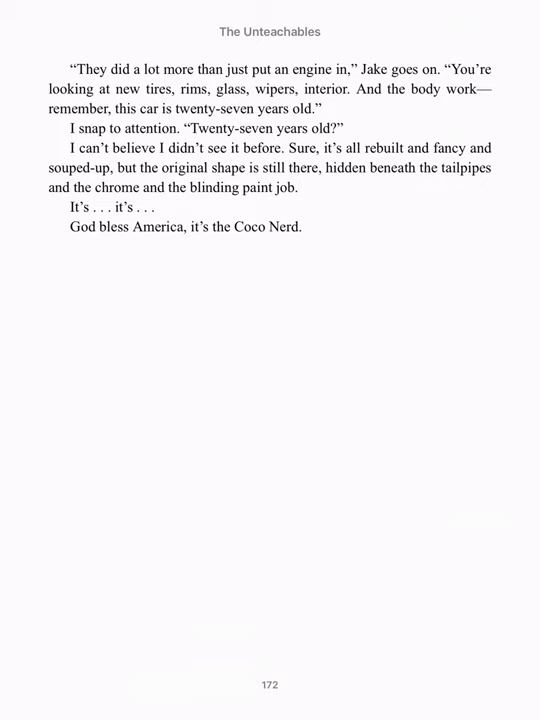 The Unteachables
“They did a lot more than just put an engine in,” Jake goes on. “You’re
looking at new tires, rims, glass, wipers, interior. And the body work—
remember, this car is twenty-seven years old.”
I snap to attention. “Twenty-seven years old?”
I can’t believe I didn’t see it before. Sure, it’s all rebuilt and fancy and
souped-up, but the original shape is still there, hidden beneath the tailpipes
and the chrome and the blinding paint job.
It’s . . . it’s . . .
God bless America, it’s the Coco Nerd.
172